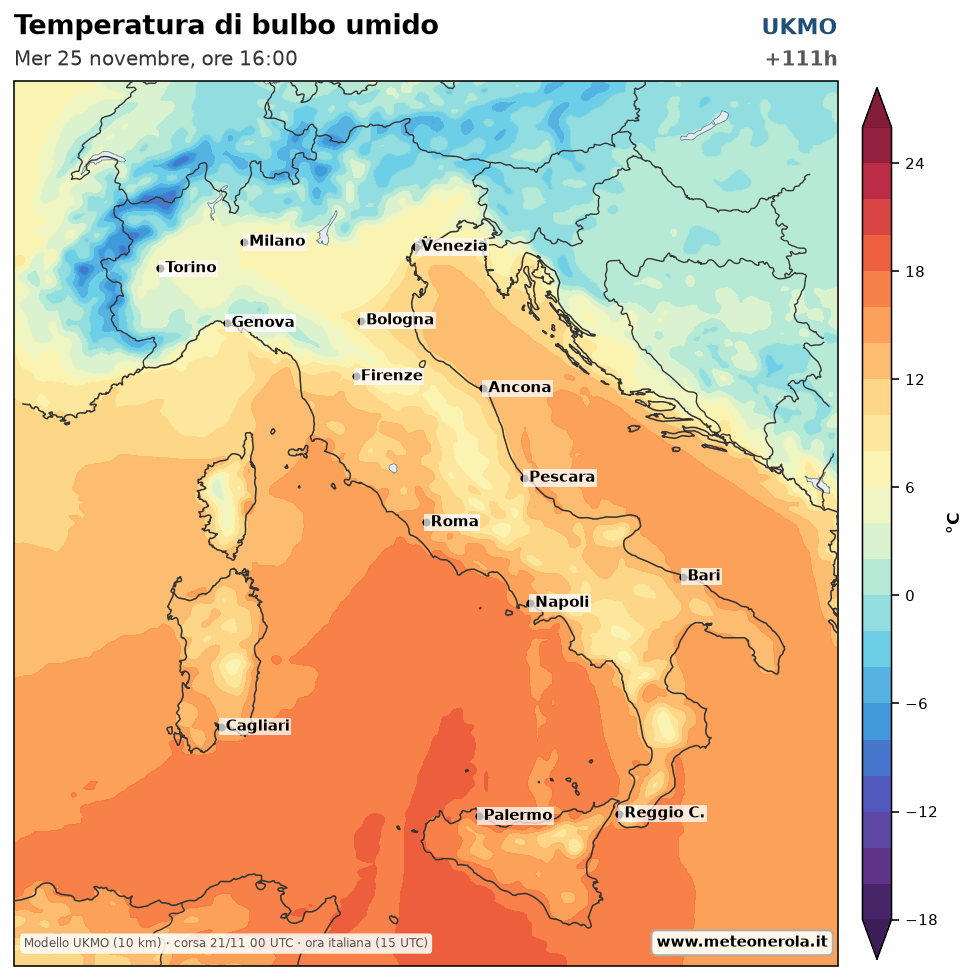 Temperatura di bulbo umido
UKMO
Mer 25 novembre, ore 16:00
+111h
Milano
Venezia
Torino
Genova
Bologna
Firenze
Ancona
Pescara
Roma
Bari
Napoli
Cagliari
Palermo
Reggio C.
24
18
12
6
0
−6
−12
−18
°C
Modello UKMO (10 km) · corsa 21/11 00 UTC · ora italiana (15 UTC)
www.meteonerola.it